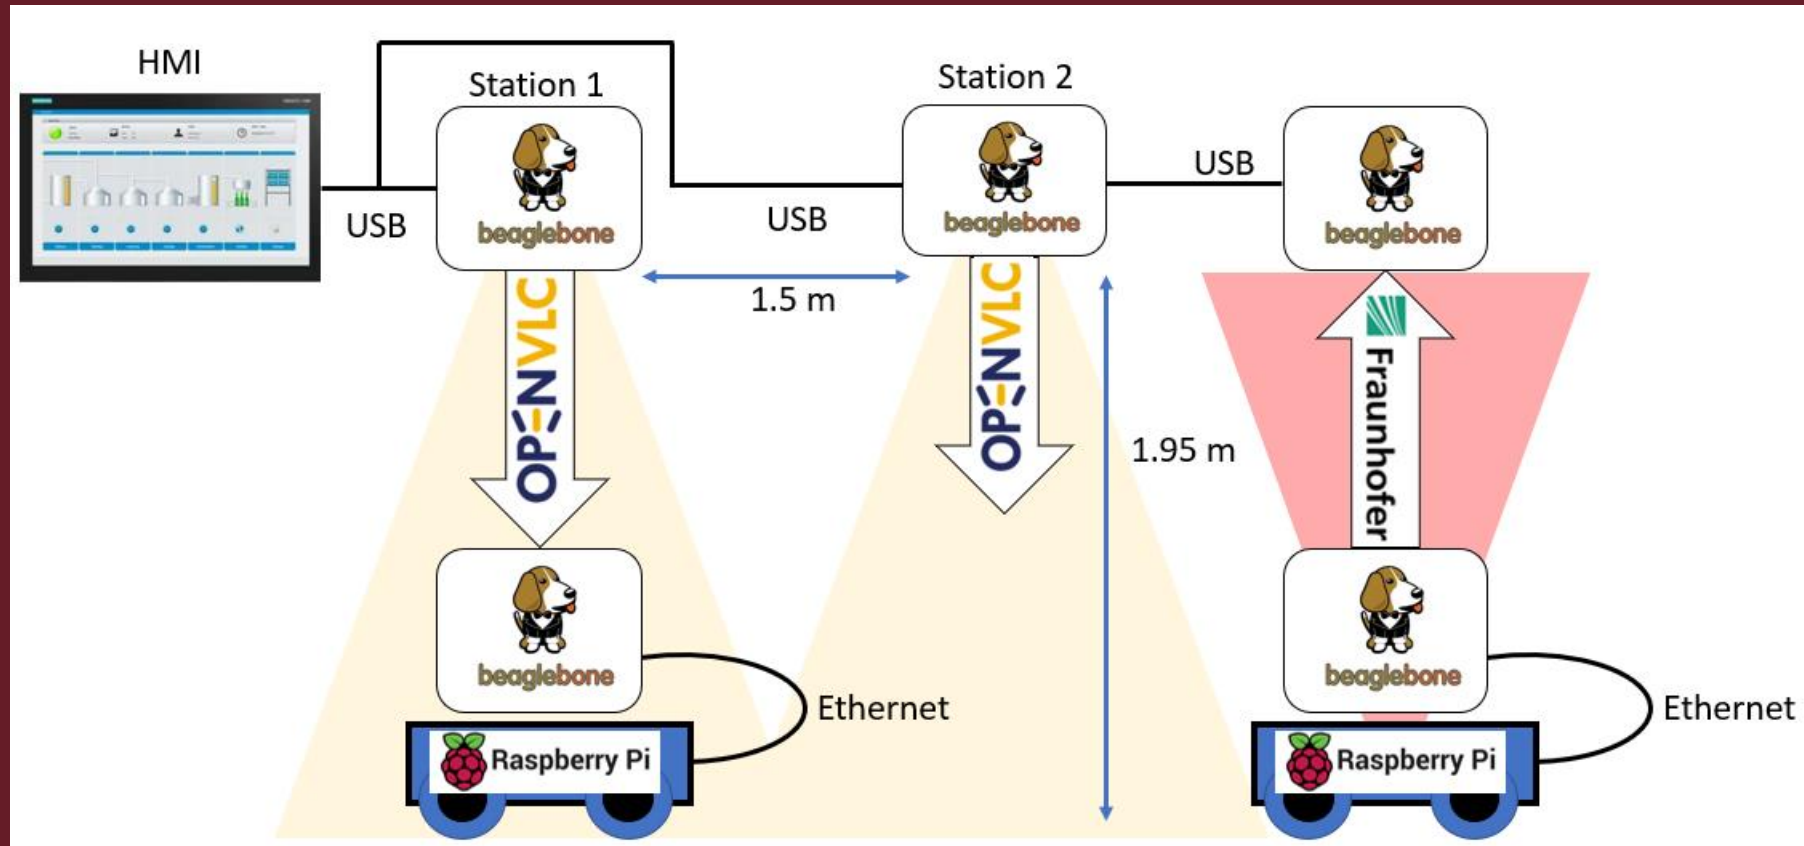 HMI
Station 1
Station 2
beaglebone
beaglebone
beaglebone
USB
USB
USB
1.5 m
1.95 m
OPENVLC
OPENVLC
Fraunhofer
beaglebone
beaglebone
Ethernet
Ethernet
Raspberry Pi
Raspberry Pi